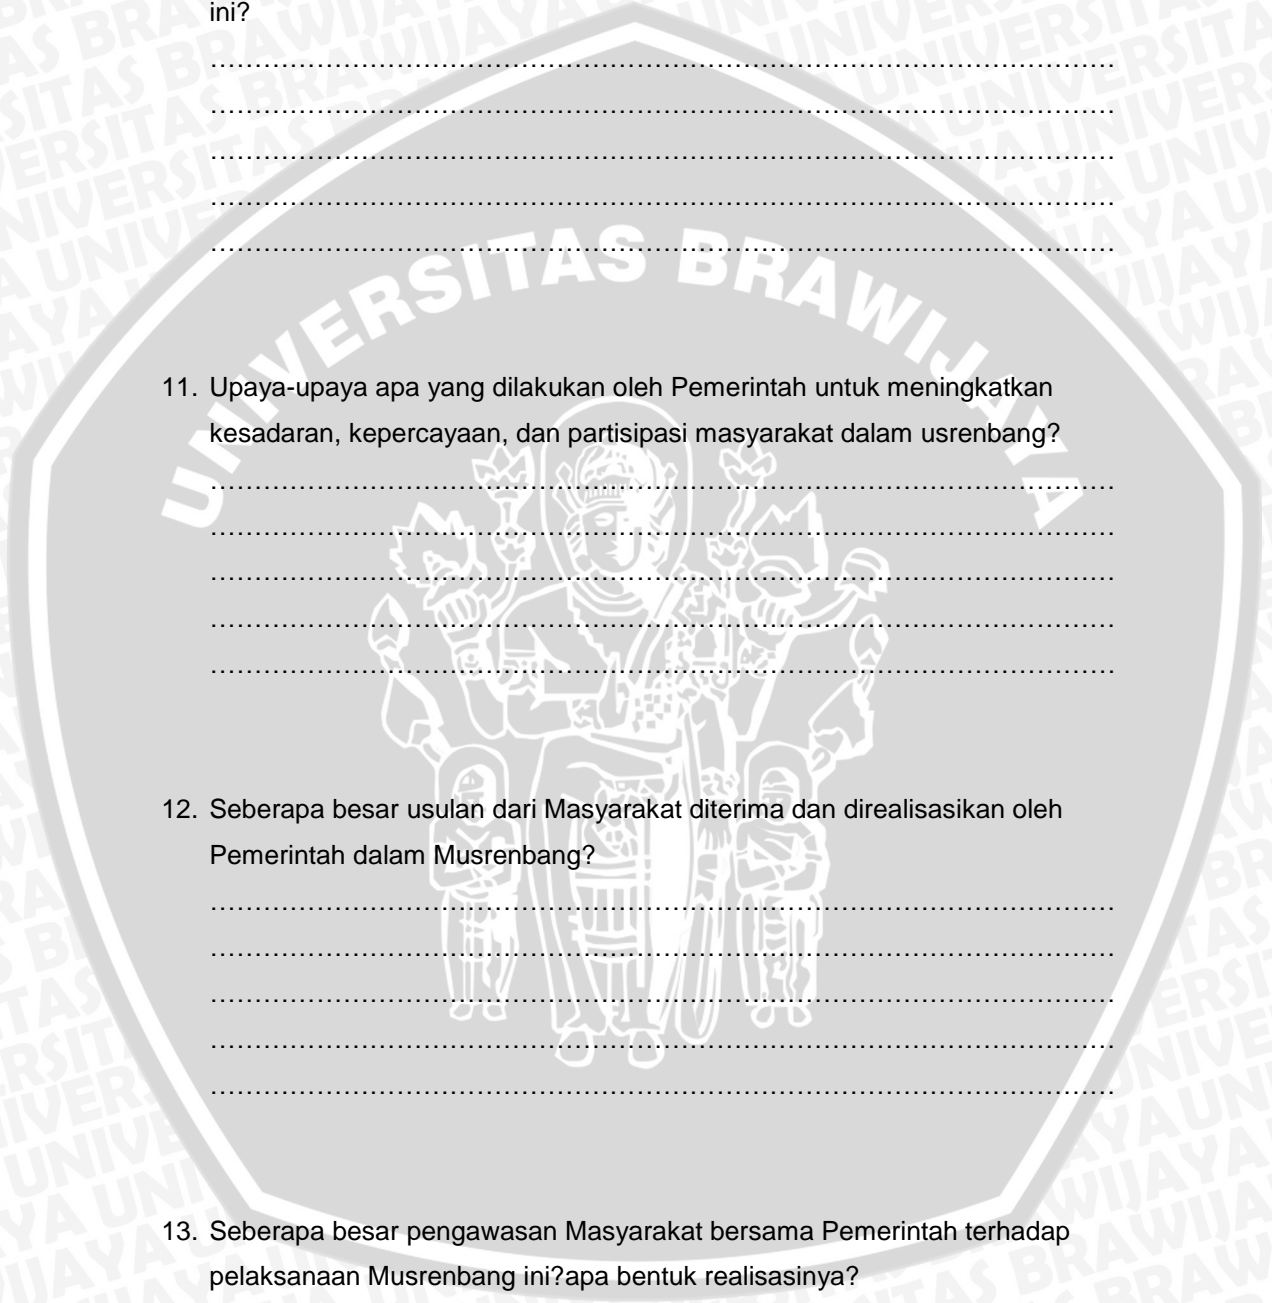 ini?
……………………………………………………………………………………………
……………………………………………………………………………………………
……………………………………………………………………………………………
……………………………………………………………………………………………
……………………………………………………………………………………………
UNIVERSITAS BRAWIJAYA
11. Upaya-upaya apa yang dilakukan oleh Pemerintah untuk meningkatkan
kesadaran, kepercayaan, dan partisipasi masyarakat dalam usrenbang?
……………………………………………………………………………………………
……………………………………………………………………………………………
……………………………………………………………………………………………
……………………………………………………………………………………………
……………………………………………………………………………………………
12. Seberapa besar usulan dari Masyarakat diterima dan direalisasikan oleh
Pemerintah dalam Musrenbang?
……………………………………………………………………………………………
……………………………………………………………………………………………
……………………………………………………………………………………………
……………………………………………………………………………………………
……………………………………………………………………………………………
13. Seberapa besar pengawasan Masyarakat bersama Pemerintah terhadap
pelaksanaan Musrenbang ini?apa bentuk realisasinya?